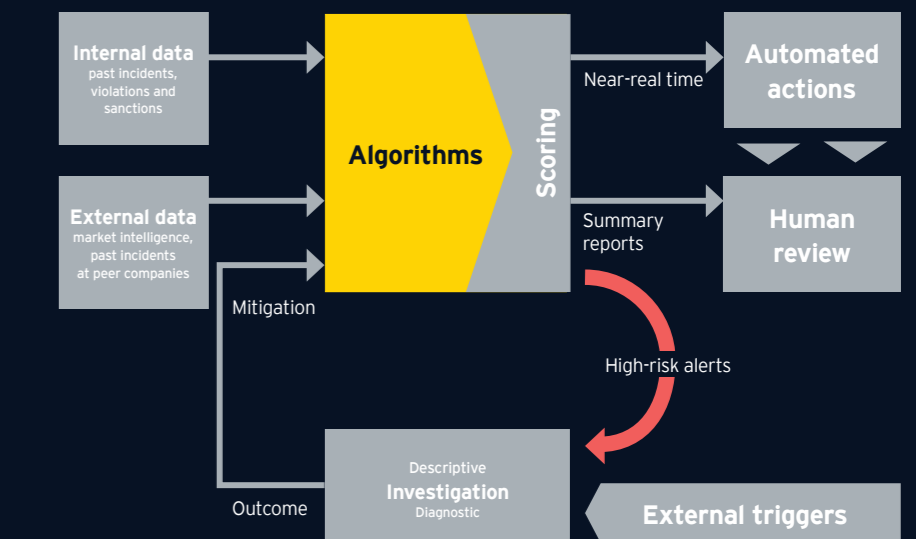 Internal data
past incidents,
violations and
sanctions
External data
market intelligence,
past incidents
at peer companies
Algorithms
Scoring
Near-real time
Automated
actions
Summary
reports
Human
review
Mitigation
High-risk alerts
Outcome
Descriptive
Investigation
Diagnostic
External triggers